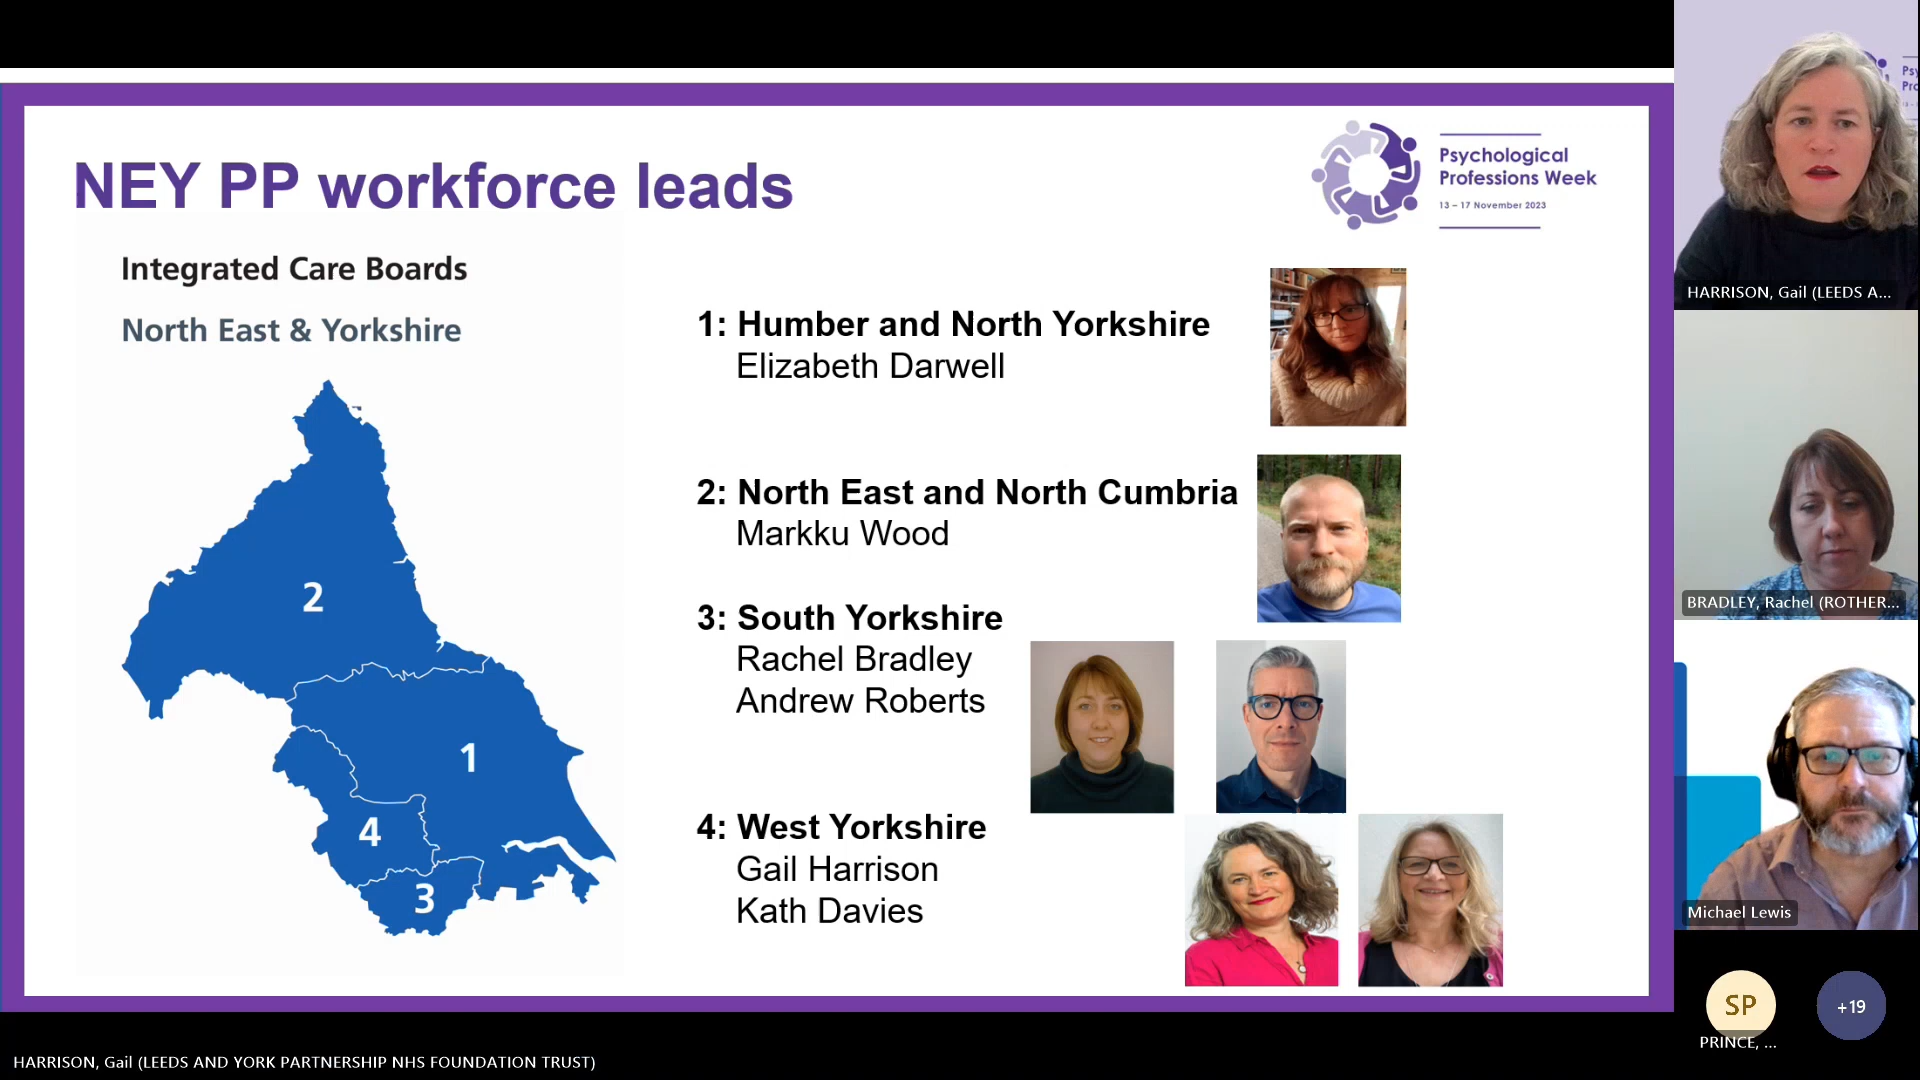 NEY PP workforce leads
Psychological
Professions Week
13 – 17 November 2023
Integrated Care Boards
North East & Yorkshire
2
1
4
3
1: Humber and North Yorkshire
Elizabeth Darwell
2: North East and North Cumbria
Markku Wood
3: South Yorkshire
Rachel Bradley
Andrew Roberts
4: West Yorkshire
Gail Harrison
Kath Davies
HARRISON, Gail (LEEDS A...
BRADLEY, Rachel (ROTHER...
Michael Lewis
SP
+19
PRINCE, ...
HARRISON, Gail (LEEDS AND YORK PARTNERSHIP NHS FOUNDATION TRUST)